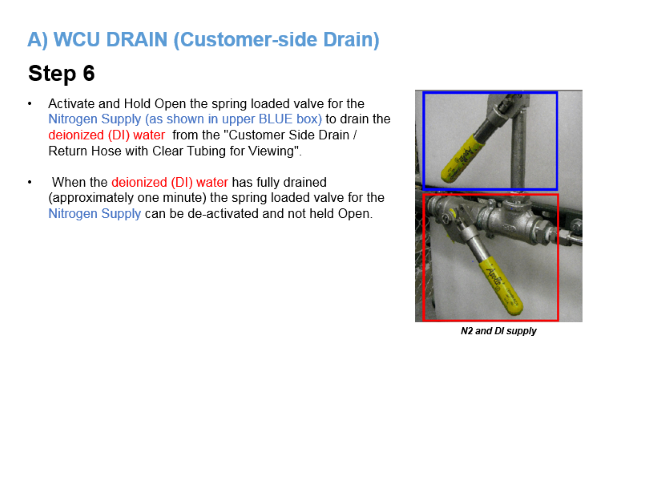 A) WCU DRAIN (Customer-side Drain)
Step 6
• Activate and Hold Open the spring loaded valve for the
Nitrogen Supply (as shown in upper BLUE box) to drain the
deionized (DI) water from the "Customer Side Drain /
Return Hose with Clear Tubing for Viewing".
• When the deionized (DI) water has fully drained
(approximately one minute) the spring loaded valve for the
Nitrogen Supply can be de-activated and not held Open.
N2 and DI supply